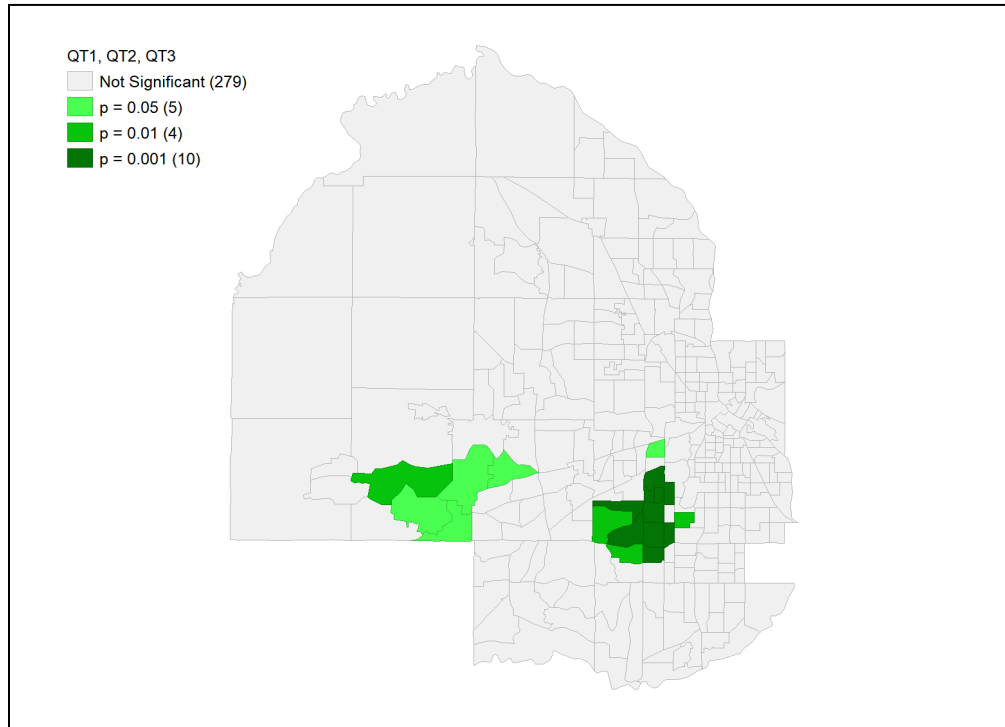 QT1, QT2, QT3
Not Significant (279)
p = 0.05 (5)
p = 0.01 (4)
p = 0.001 (10)